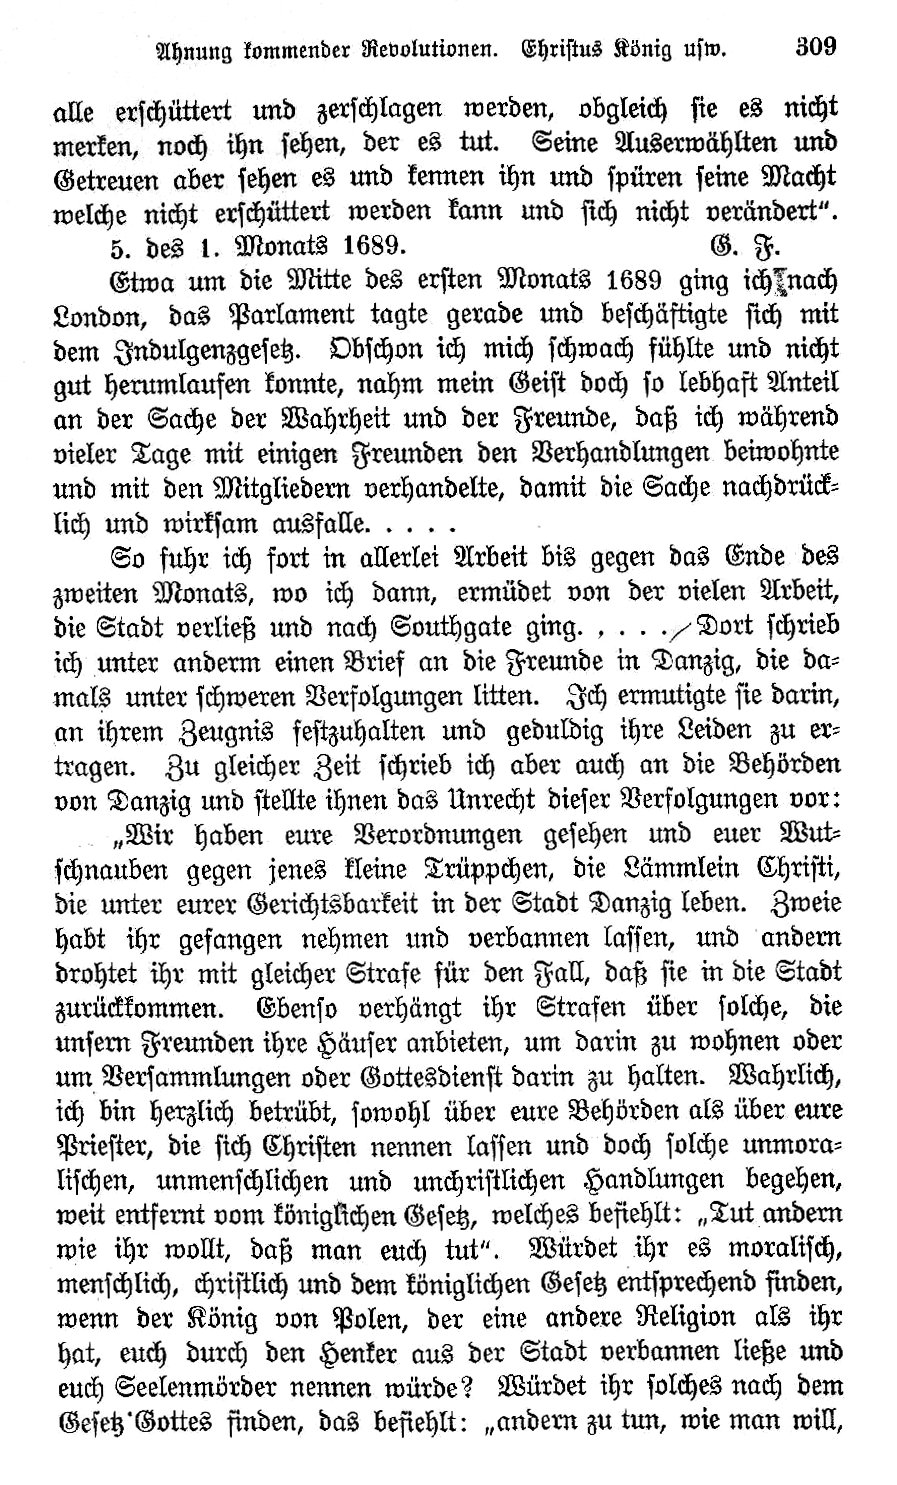 Ahnung kommender Revolutionen. Christus König usw. 309
alle erschüttert und zerschlagen werden, obgleich sie es nicht
merken, noch ihn sehen, der es tut. Seine Auserwählten und
Getreuen aber sehen es und kennen ihn und spüren seine Macht
welche nicht erschüttert werden kann und sich nicht verändert“.
5. des 1. Monats 1689. G. F.
Etwa um die Mitte des ersten Monats 1689 ging ich nach
London, das Parlament tagte gerade und beschäftigte sich mit
dem Indulgenzgesetz. Obschon ich mich schwach fühlte und nicht
gut herumlaufen konnte, nahm mein Geist doch so lebhaft Anteil
an der Sache der Wahrheit und der Freunde, daß ich während
vieler Tage mit einigen Freunden den Verhandlungen beiwohnte
und mit den Mitgliedern verhandelte, damit die Sache nachdrück-
lich und wirksam ausfalle. . . . .
So fuhr ich fort in allerlei Arbeit bis gegen das Ende des
zweiten Monats, wo ich dann, ermüdet von der vielen Arbeit,
die Stadt verließ und nach Southgate ging. , . . ./ Dort schrieb
ich unter anderm einen Brief an die Freunde in Danzig, die da-
mals unter schweren Verfolgungen litten. Ich ermutigte sie darin,
an ihrem Zeugnis festzuhalten und geduldig ihre Leiden zu er-
tragen. Zu gleicher Zeit schrieb ich aber auch an die Behörden
von Danzig und stellte ihnen das Unrecht dieser Verfolgungen vor:
„Wir haben eure Verordnungen gesehen und euer Wut-
schnauben gegen jenes kleine Trüppchen, die Lämmlein Christi,
die unter eurer Gerichtsbarkeit in der Stadt Danzig leben. Zweie
habt ihr gefangen nehmen und verbannen lassen, und andern
drohtet ihr mit gleicher Strafe für den Fall, daß sie in die Stadt
zurückkommen. Ebenso verhängt ihr Strafen über solche, die
unsern Freunden ihre Häuser anbieten, um darin zu wohnen oder
um Versammlungen oder Gottesdienst darin zu halten. Wahrlich,
ich bin herzlich betrübt, sowohl über eure Behörden als über eure
Priester, die sich Christen nennen lassen und doch solche unmora-
lischen, unmenschlichen und unchristlichen Handlungen begehen,
weit entfernt vom königlichen Gesetz, welches befiehlt: „Tut andern
wie ihr wollt, daß man euch tut“. Würdet ihr es moralisch,
menschlich, christlich und dem königlichen Gesetz entsprechend finden,
wenn der König von Polen, der eine andere Religion als ihr
hat, euch durch den Henker aus der Stadt verbannen ließe und
euch Seelenmörder nennen würde? Würdet ihr solches nach dem
Gesetz Gottes finden, das befiehlt: „andern zu tun, wie man will,